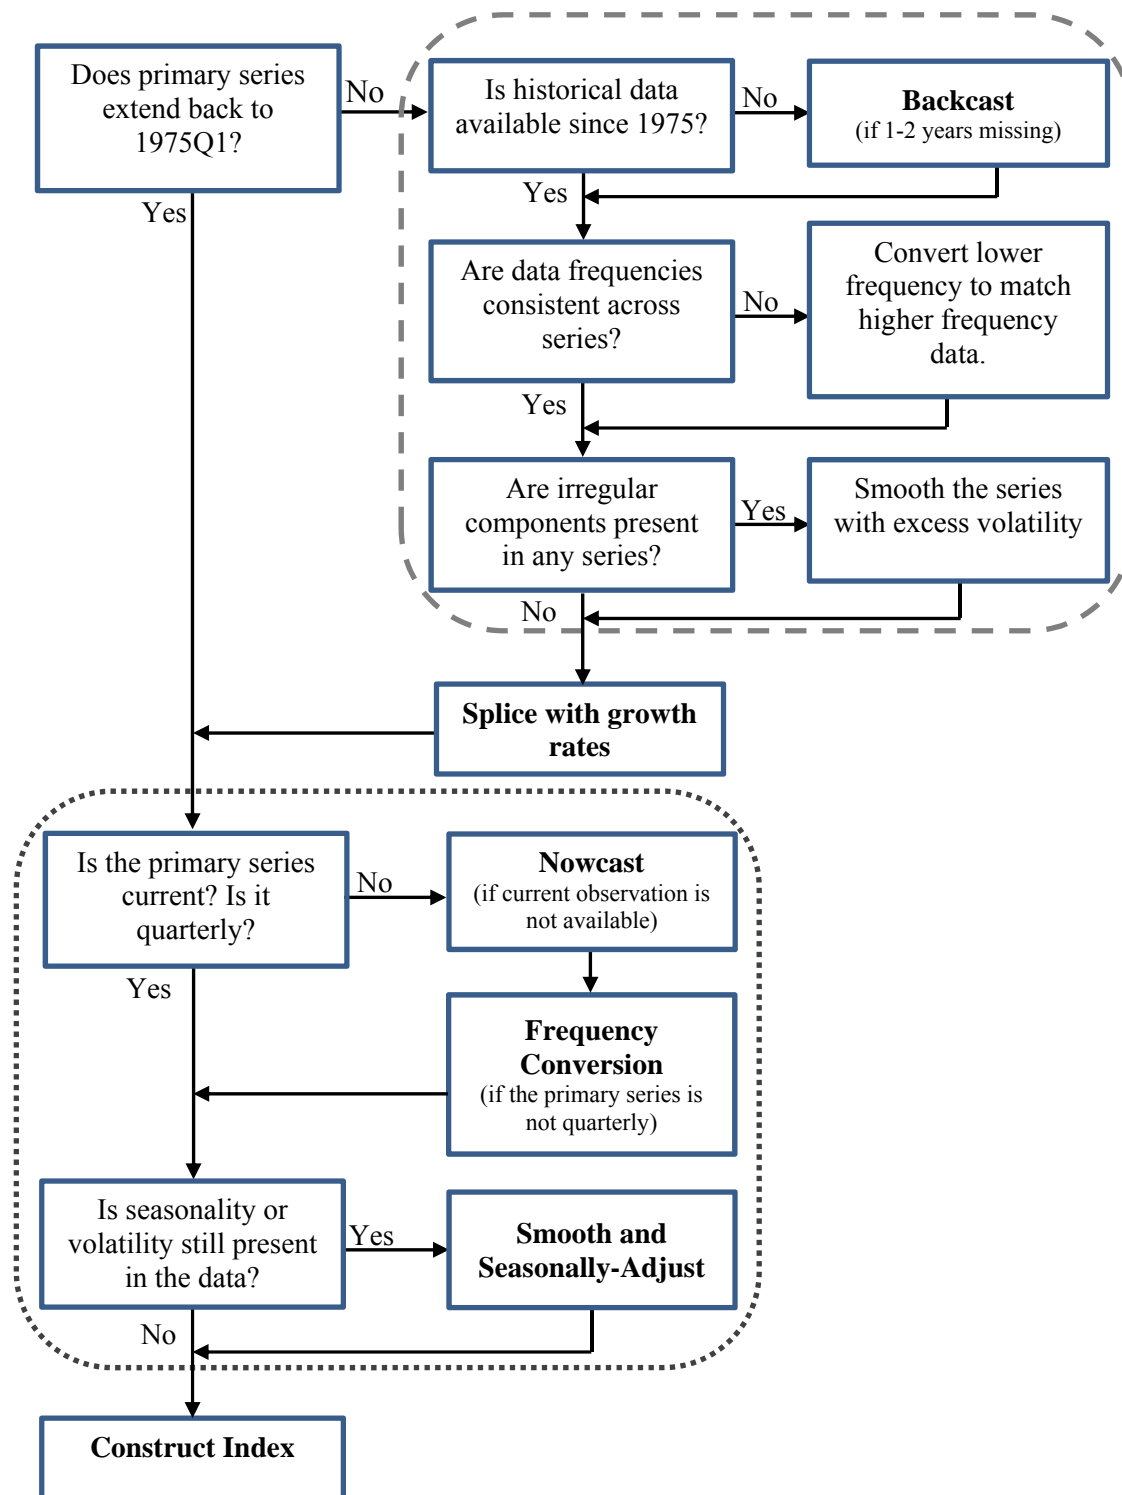 Does primary series
extend back to
1975Q1?
No
Is historical data
available since 1975?
No
Backcast
(if 1-2 years missing)
Yes
Yes
Are data frequencies
consistent across
series?
No
Convert lower
frequency to match
higher frequency
data.
Yes
Are irregular
components present
in any series?
Yes
Smooth the series
with excess volatility
No
Splice with growth
rates
Is the primary series
current? Is it
quarterly?
No
Nowcast
(if current observation is
not available)
Yes
Frequency
Conversion
(if the primary series is
not quarterly)
Is seasonality or
volatility still present
in the data?
Yes
Smooth and
Seasonally-Adjust
No
Construct Index